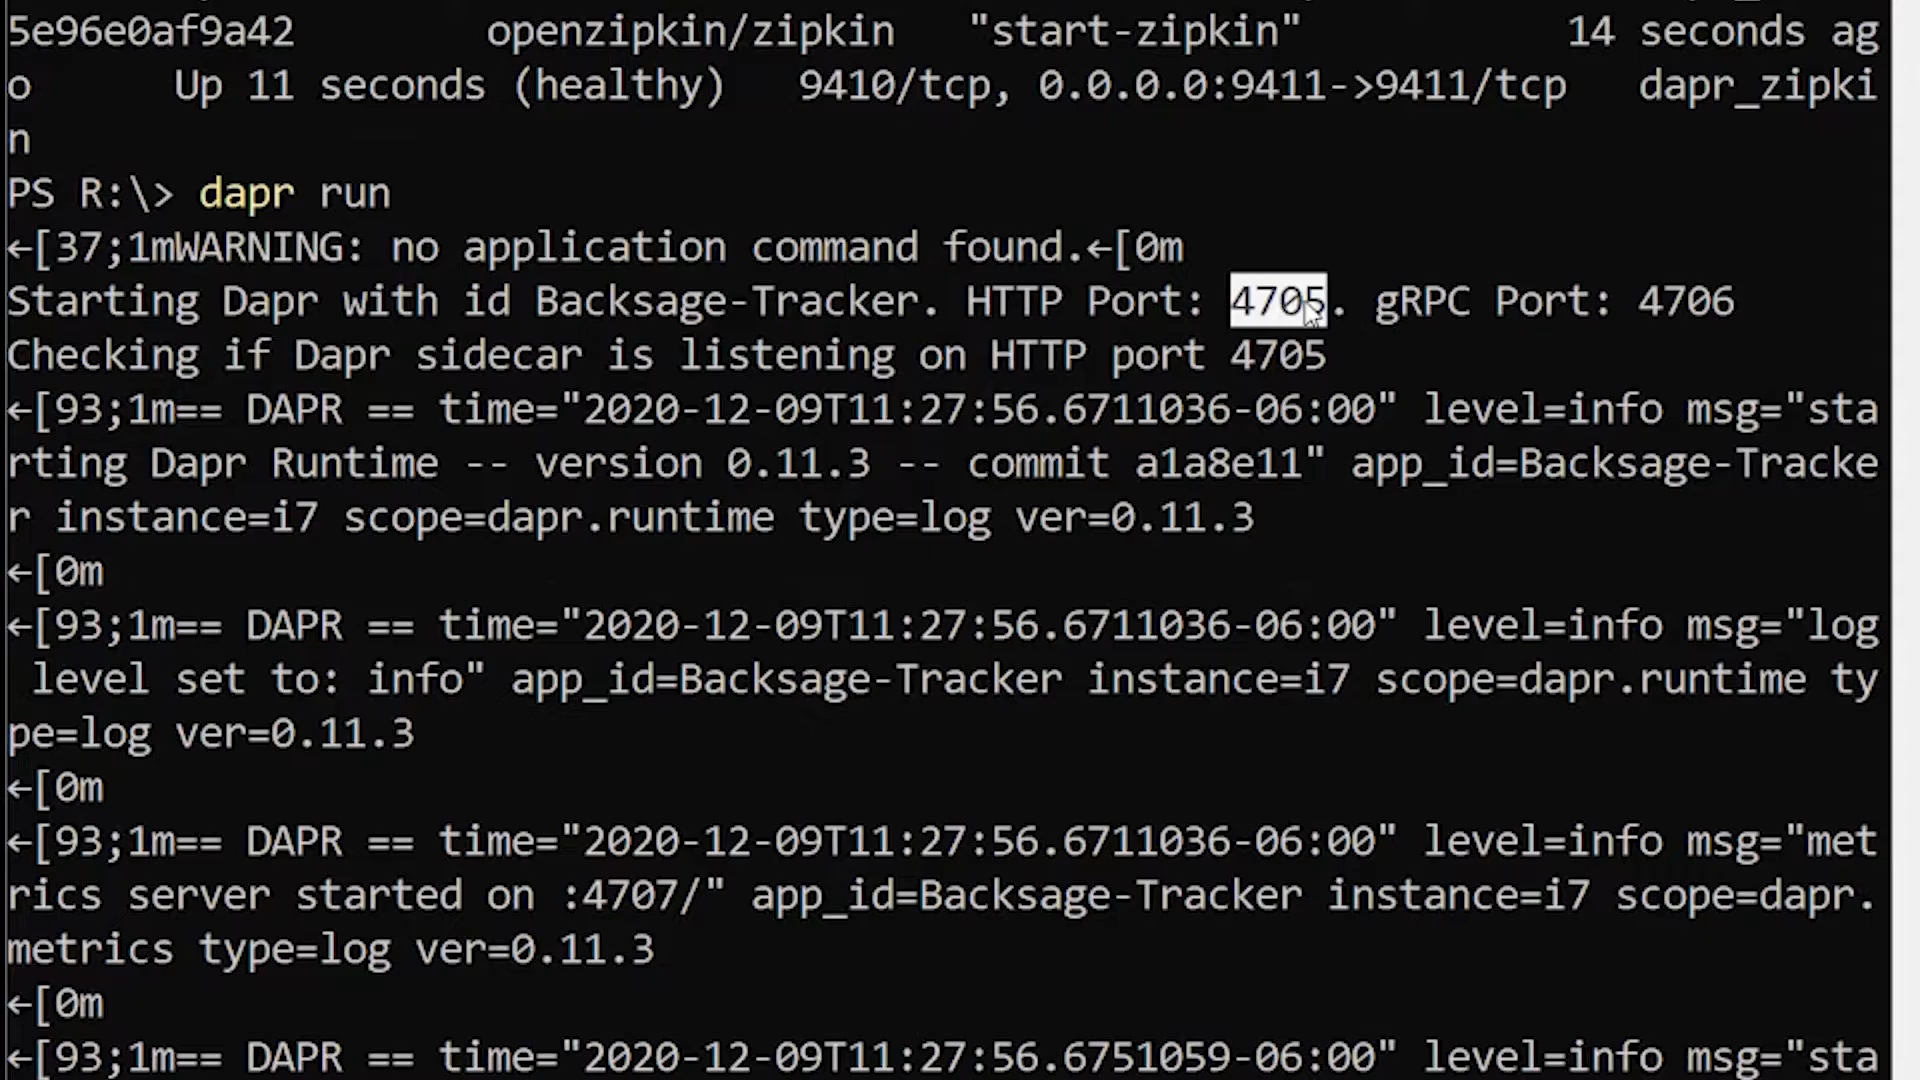 5e96e0af9a42        openzipkin/zipkin   "start-zipkin"           14 seconds ag
o      Up 11 seconds (healthy)   9410/tcp, 0.0.0.0:9411->9411/tcp   dapr_zipki
n
PS R:\> dapr run
←[37;1mWARNING: no application command found.←[0m
Starting Dapr with id Backsage-Tracker. HTTP Port: 4705. gRPC Port: 4706
Checking if Dapr sidecar is listening on HTTP port 4705
←[93;1m== DAPR == time="2020-12-09T11:27:56.6711036-06:00" level=info msg="sta
rting Dapr Runtime -- version 0.11.3 -- commit a1a8e11" app_id=Backsage-Tracke
r instance=i7 scope=dapr.runtime type=log ver=0.11.3
←[0m
←[93;1m== DAPR == time="2020-12-09T11:27:56.6711036-06:00" level=info msg="log
 level set to: info" app_id=Backsage-Tracker instance=i7 scope=dapr.runtime ty
pe=log ver=0.11.3
←[0m
←[93;1m== DAPR == time="2020-12-09T11:27:56.6711036-06:00" level=info msg="met
rics server started on :4707/" app_id=Backsage-Tracker instance=i7 scope=dapr.
metrics type=log ver=0.11.3
←[0m
←[93;1m== DAPR == time="2020-12-09T11:27:56.6751059-06:00" level=info msg="sta